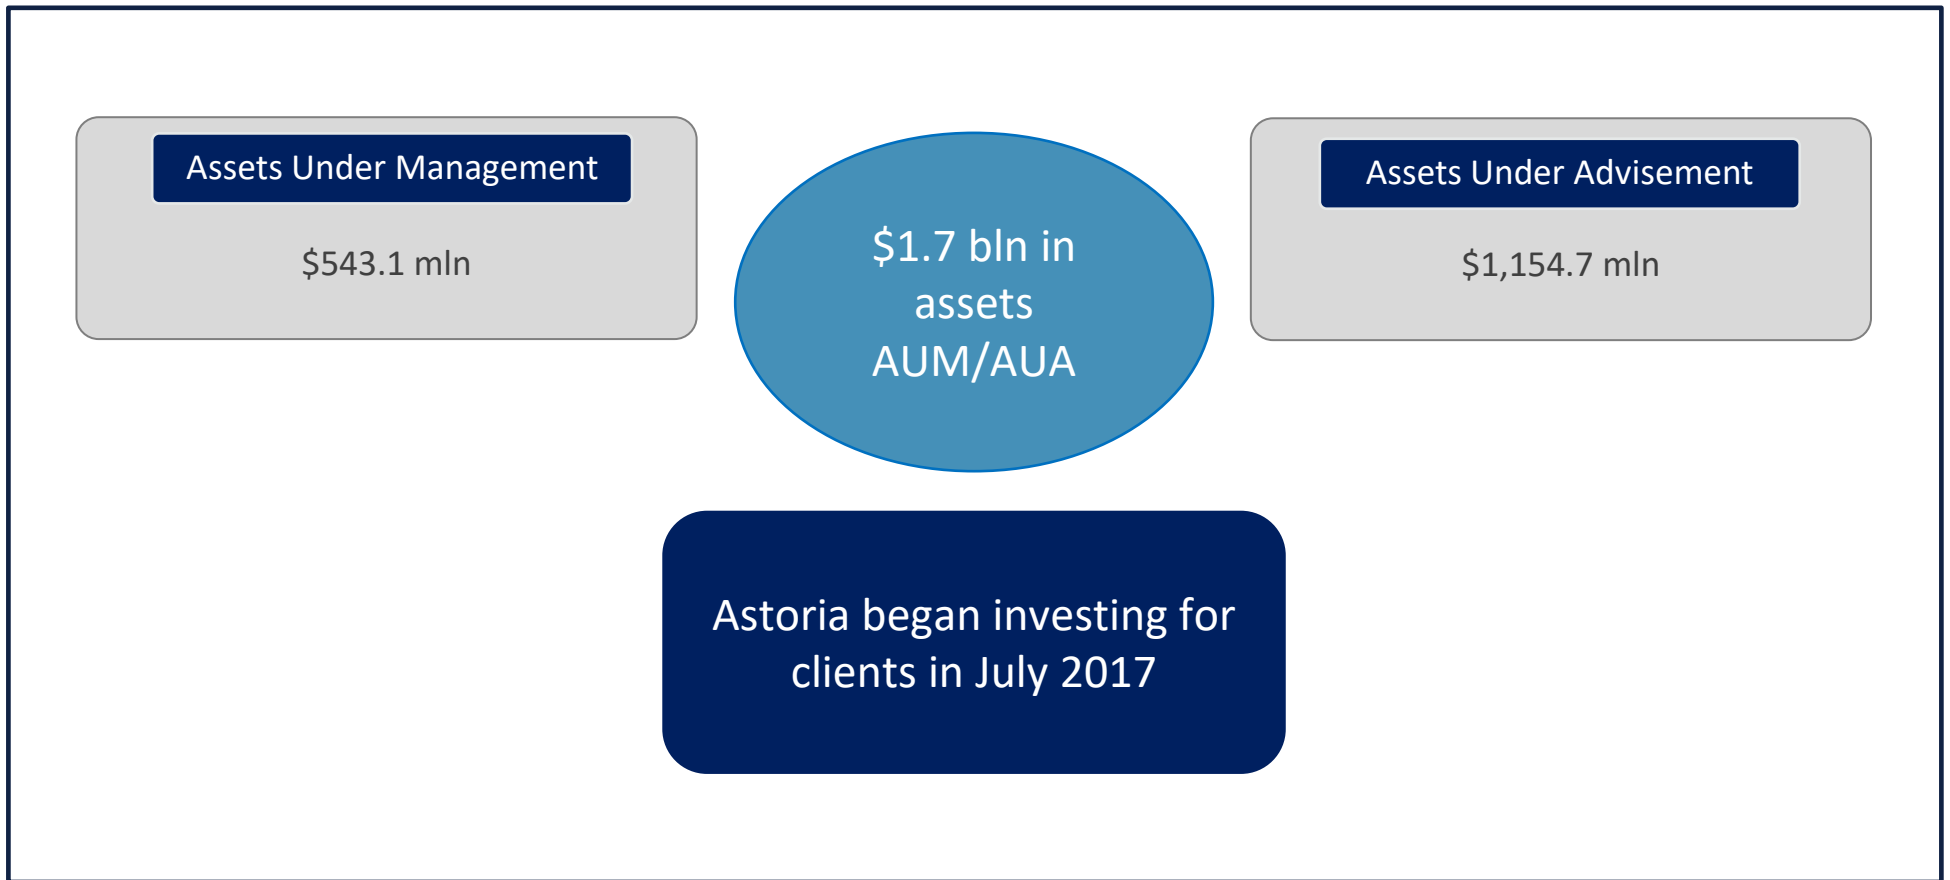 Assets Under Management
$543.1 mln
$1.7 bln in
assets
AUM/AUA
Assets Under Advisement
$1,154.7 mln
Astoria began investing for
clients in July 2017